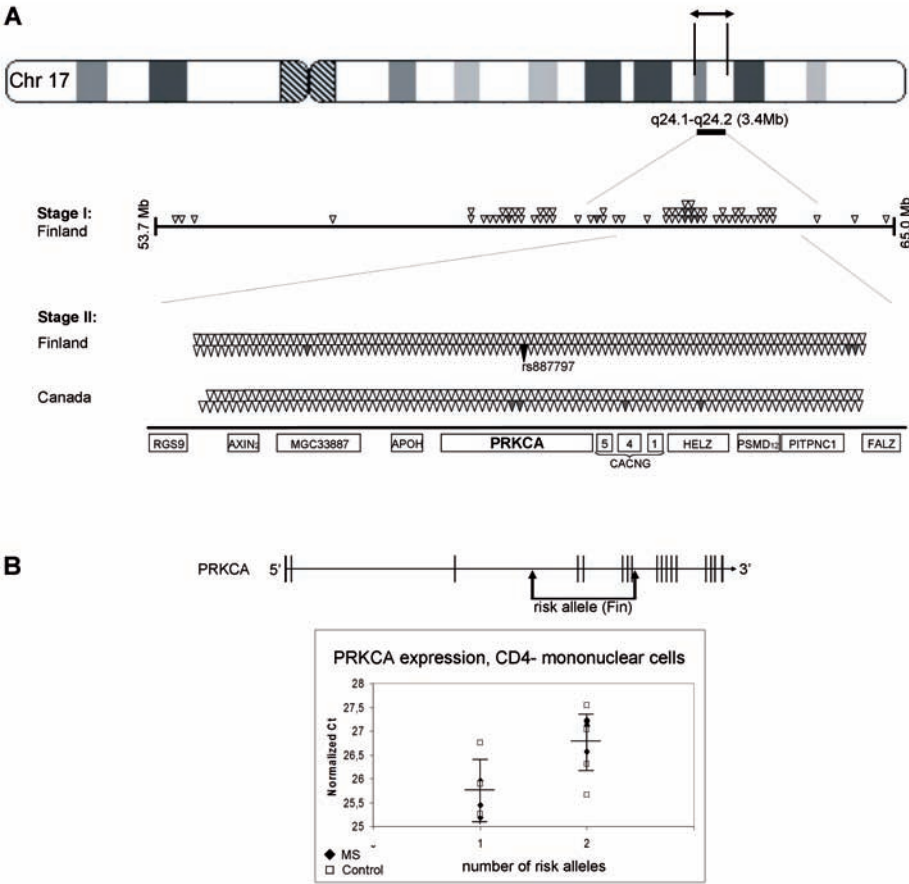 A
Chr 17
q24.1-q24.2 (3.4Mb)
Stage I:
Finland
53.7 Mb
65.0 Mb
Stage II:
Finland
rs887797
Canada
RGS9 AXIN2 MGC33887 APOH PRKCA 5 4 1 HELZ PSMD12 PITPNC1 FALZ
CACNG
B
PRKCA 5' 3'
risk allele (Fin)
PRKCA expression, CD4- mononuclear cells
Normalized Ct
28
27,5
27
26,5
26
25,5
25
1 2
number of risk alleles
MS
Control